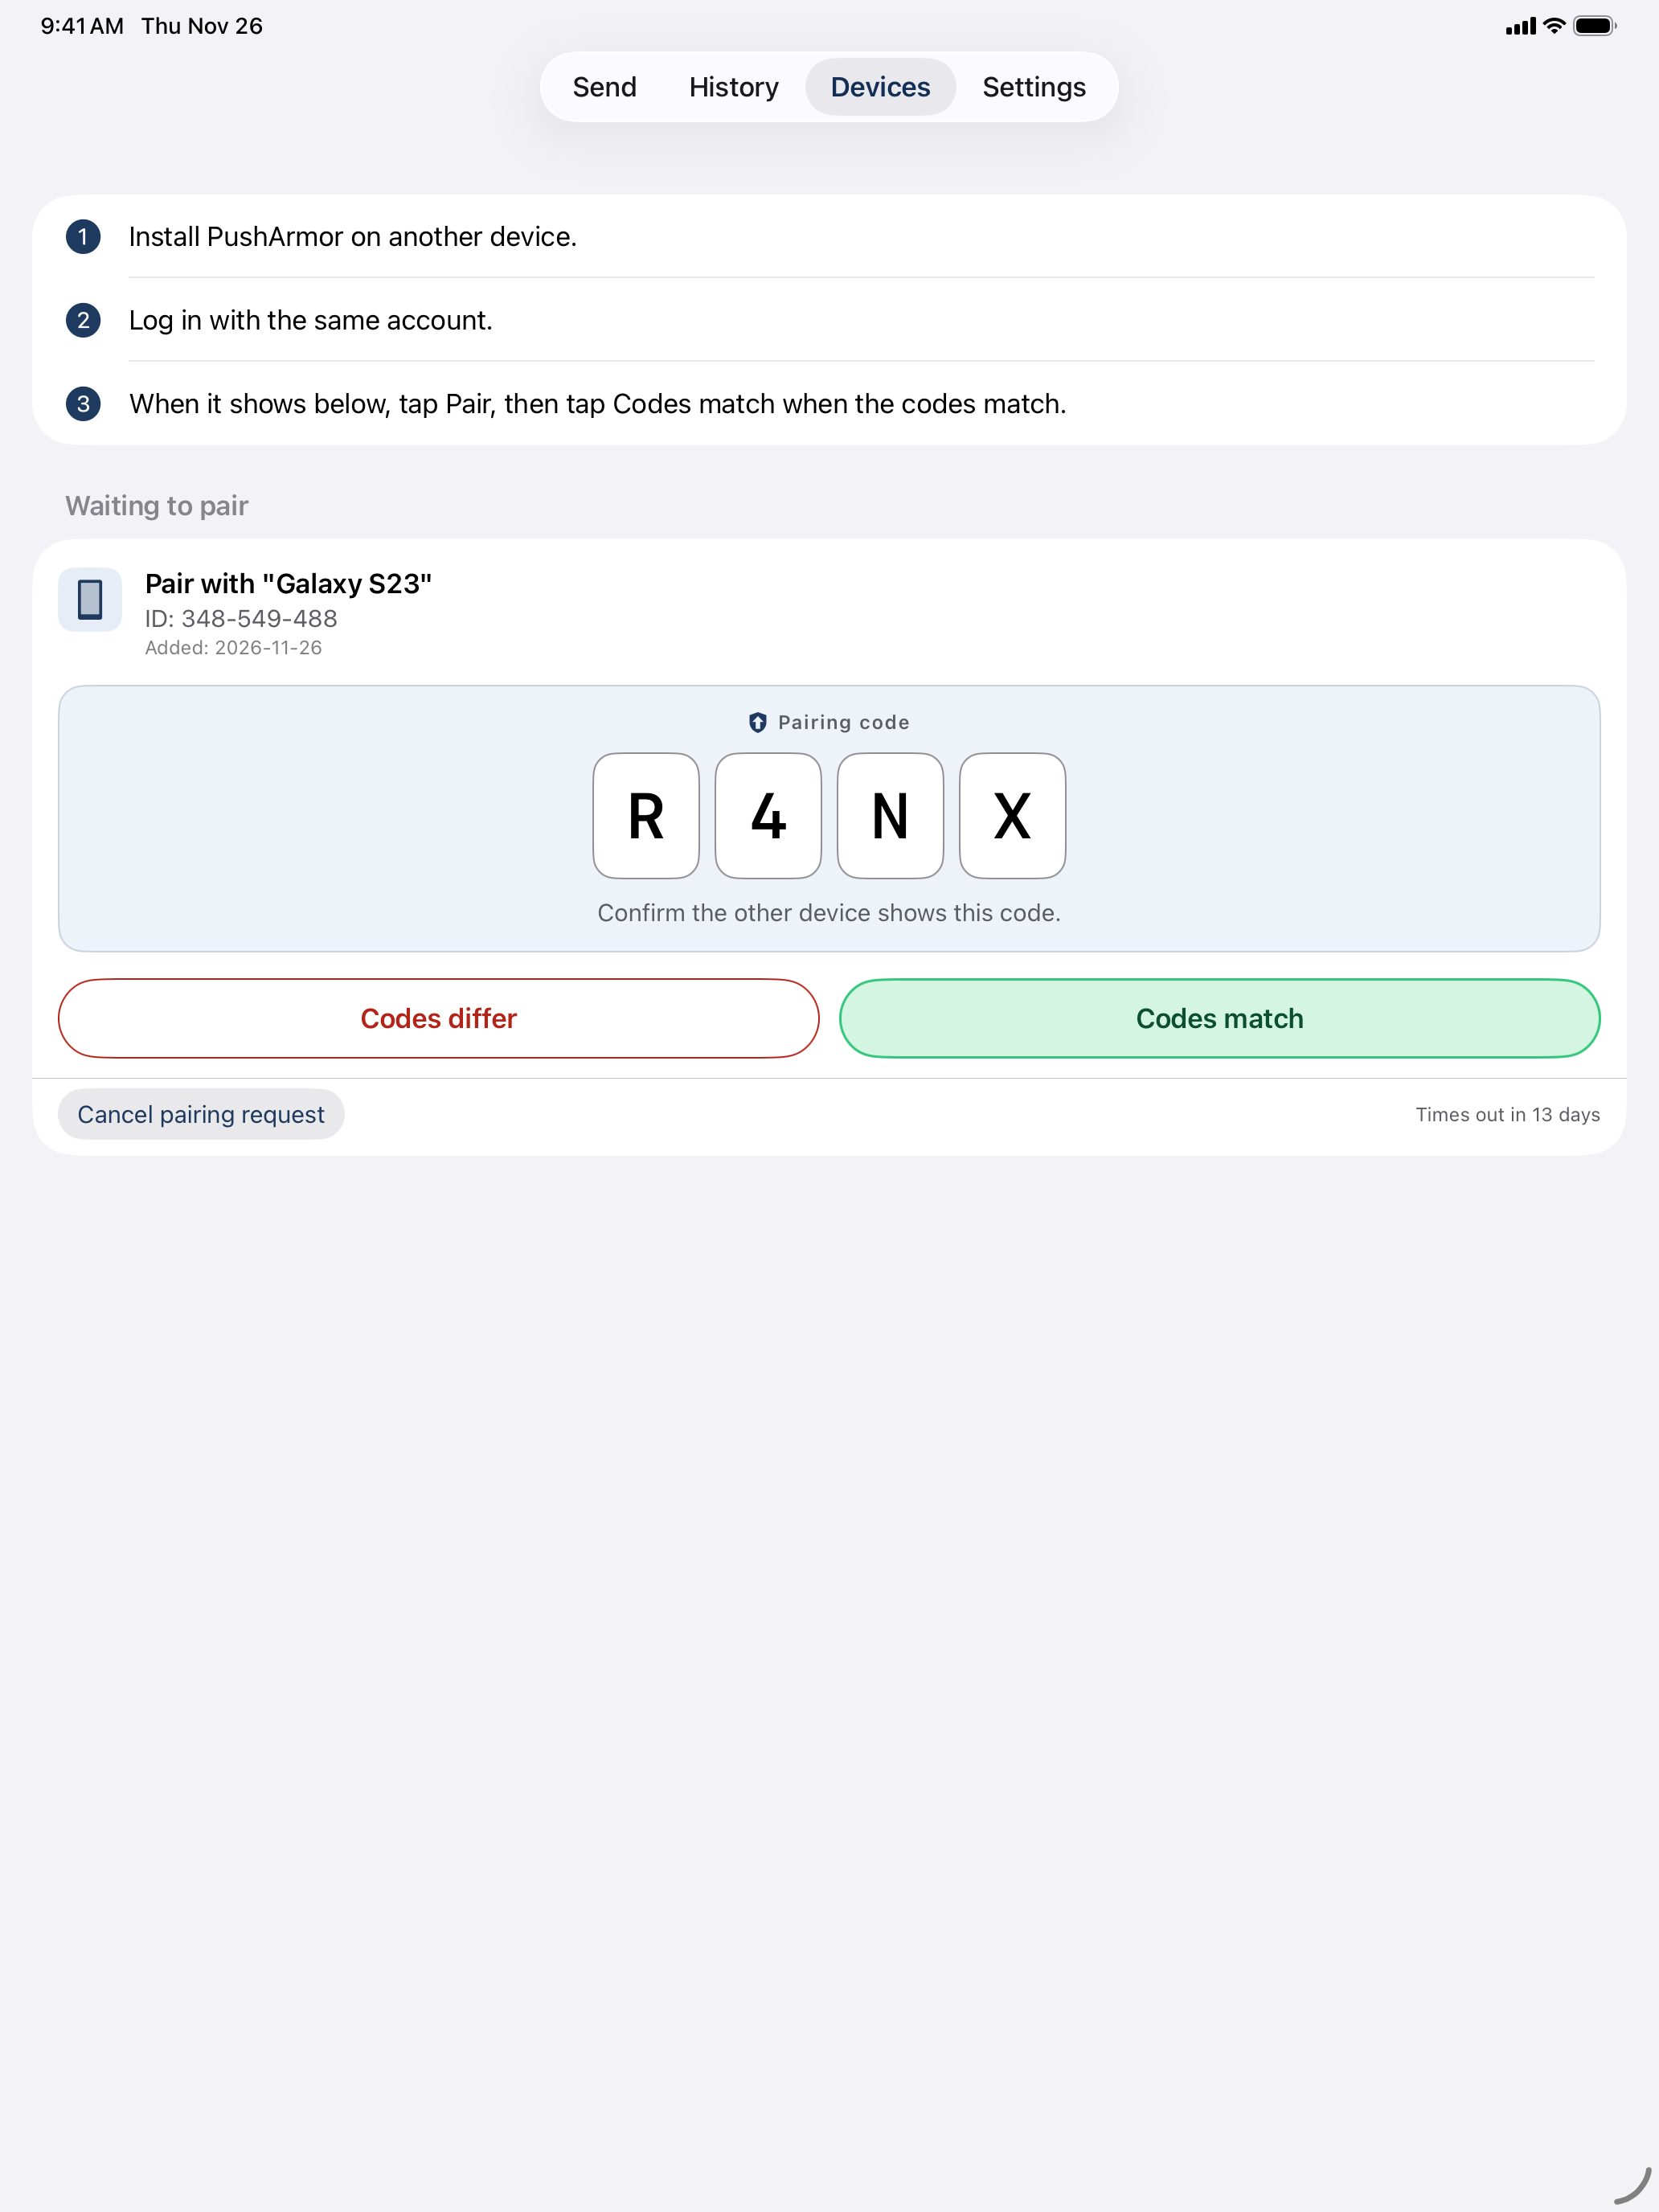 9:41 AM Thu Nov 26
Send History Devices Settings
1 Install PushArmor on another device.
2 Log in with the same account.
3 When it shows below, tap Pair, then tap Codes match when the codes match.
Waiting to pair
Pair with "Galaxy S23"
ID: 348-549-488
Added: 2026-11-26
Pairing code
R 4 N X
Confirm the other device shows this code.
Codes differ Codes match
Cancel pairing request Times out in 13 days